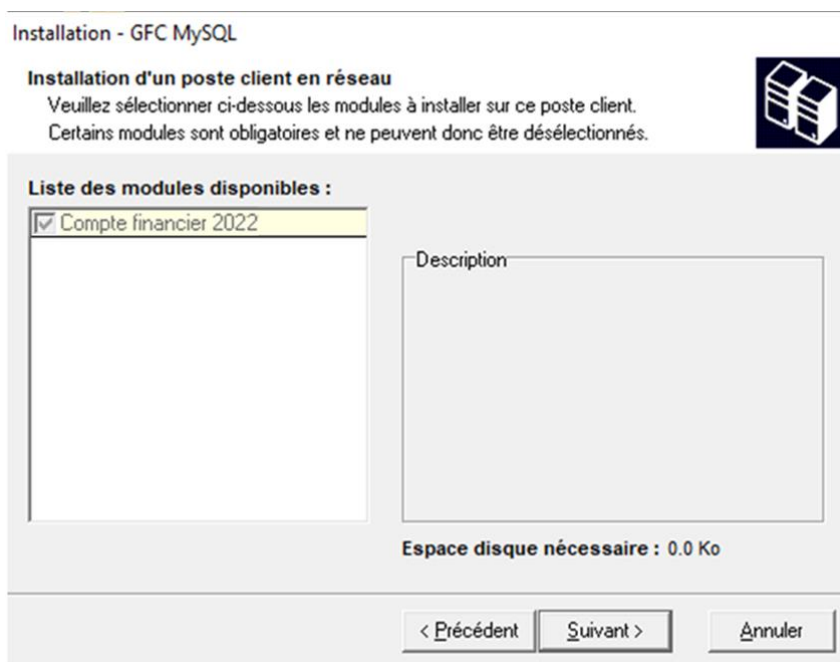 Installation - GFC MySQL
Installation d'un poste client en réseau
Veuillez sélectionner ci-dessous les modules à installer sur ce poste client.
Certains modules sont obligatoires et ne peuvent donc être désélectionnés.
Liste des modules disponibles :
Compte financier 2022
Description
Espace disque nécessaire : 0.0 Ko
< Précédent
Suivant >
Annuler